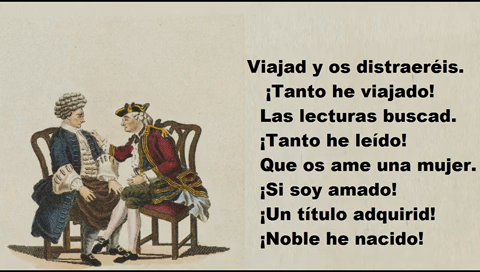 Viajad y os distraeréis.
¡Tanto he viajado!
Las lecturas buscad.
¡Tanto he leído!
Que os ame una mujer.
¡Si soy amado!
¡Un título adquirid!
¡Noble he nacido!